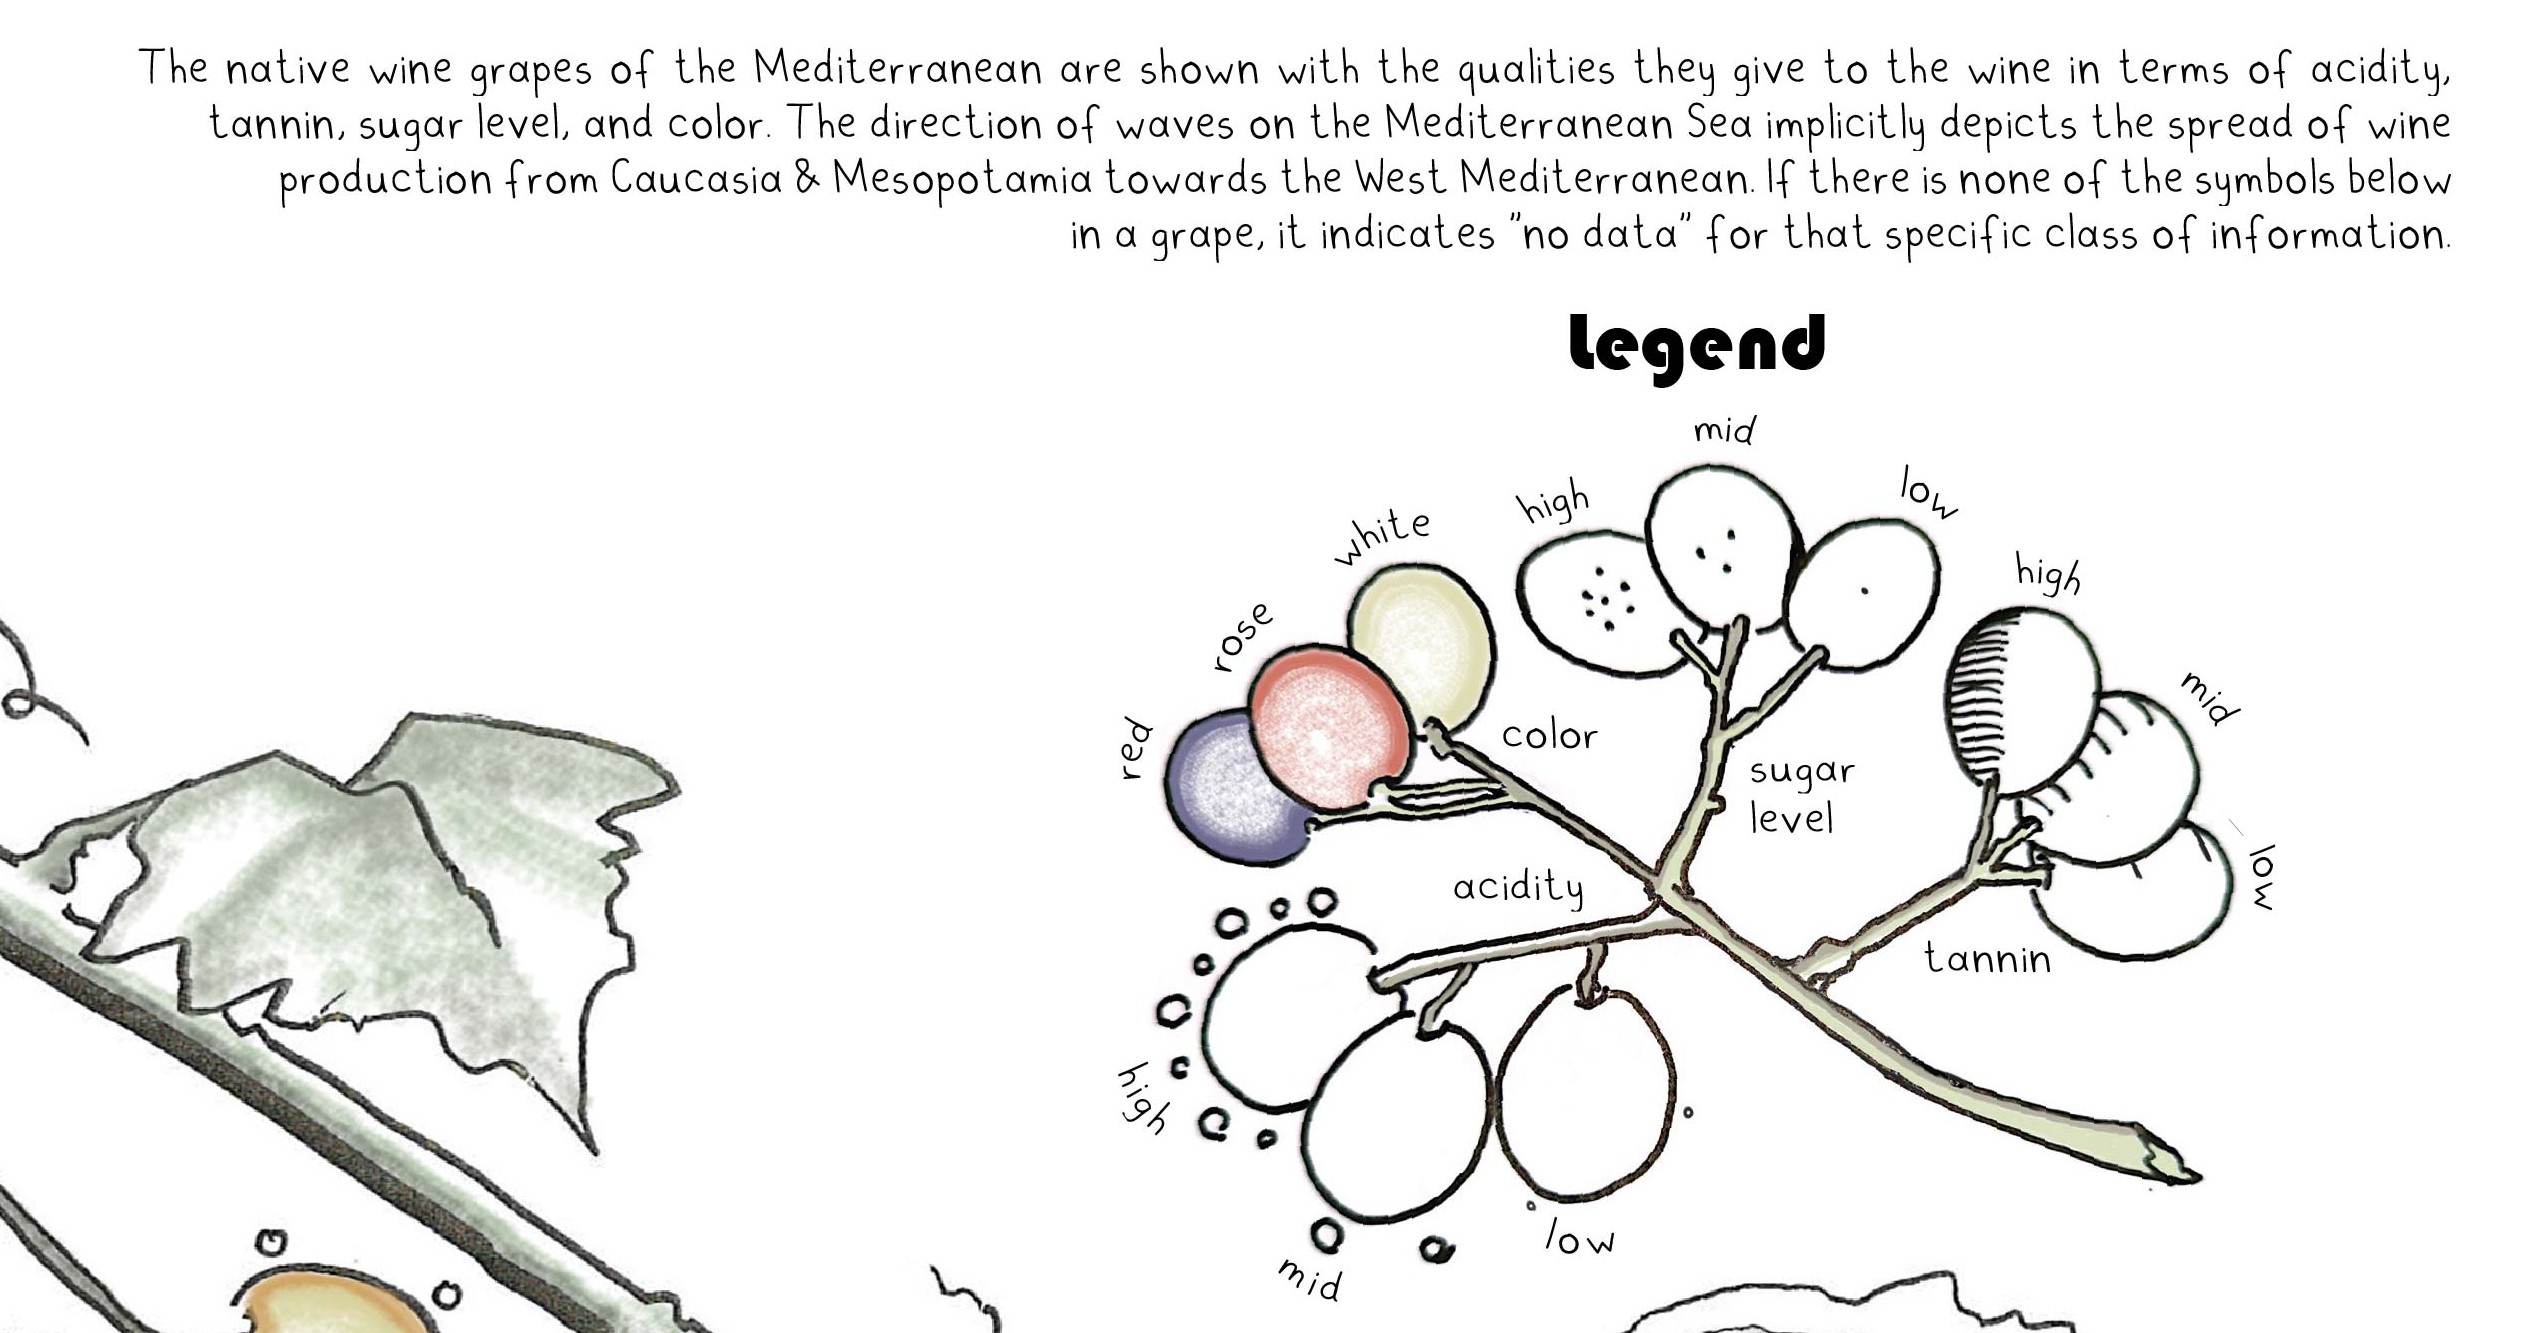 The native wine grapes of the Mediterranean are shown with the qualities they give to the wine in terms of acidity,
tannin, sugar level, and color. The direction of waves on the Mediterranean Sea implicitly depicts the spread of wine
production from Caucasia & Mesopotamia towards the West Mediterranean. If there is none of the symbols below
in a grape, it indicates "no data" for that specific class of information.
Legend
mid
high
low
white
high
rose
mid
red
color
sugar
level
low
acidity
tannin
high
low
mid